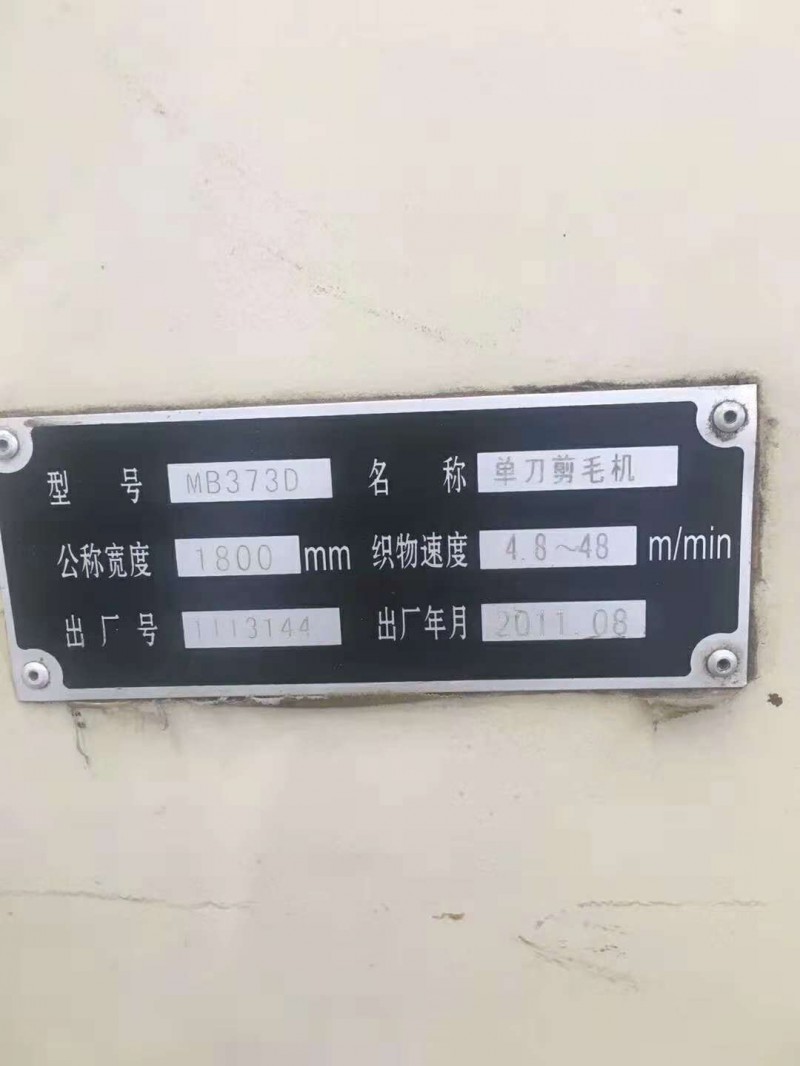 型 号 MB373D 名 称 单刀剪毛机
公称宽度 1800 mm 织物速度 4.8～48 m/min
出厂号 1113144 出厂年月 2011.08